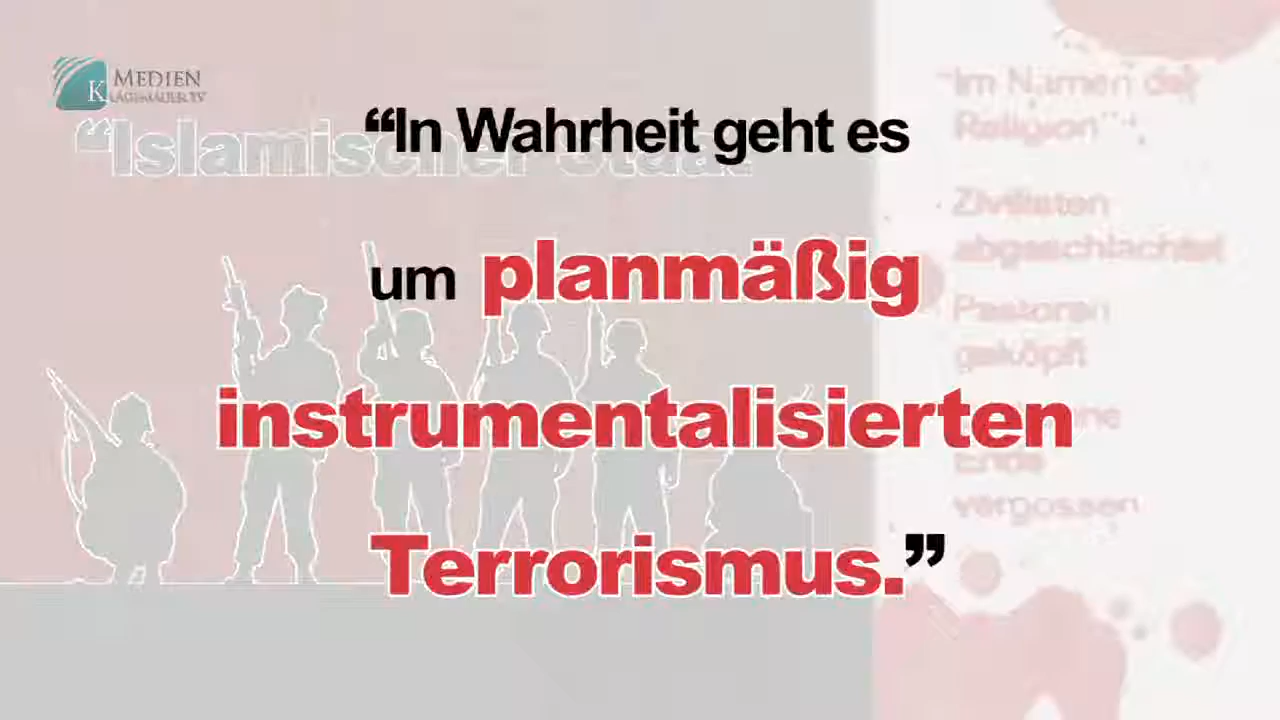 MEDIEN
KLAGEMAUER.TV
“Islamischer Staat
“In Wahrheit geht es
um planmäßig
instrumentalisierten
Terrorismus.”
“Im Namen der
Religion”
Zivilisten
abgeschlachtet
Pastoren
geköpft
vergossen